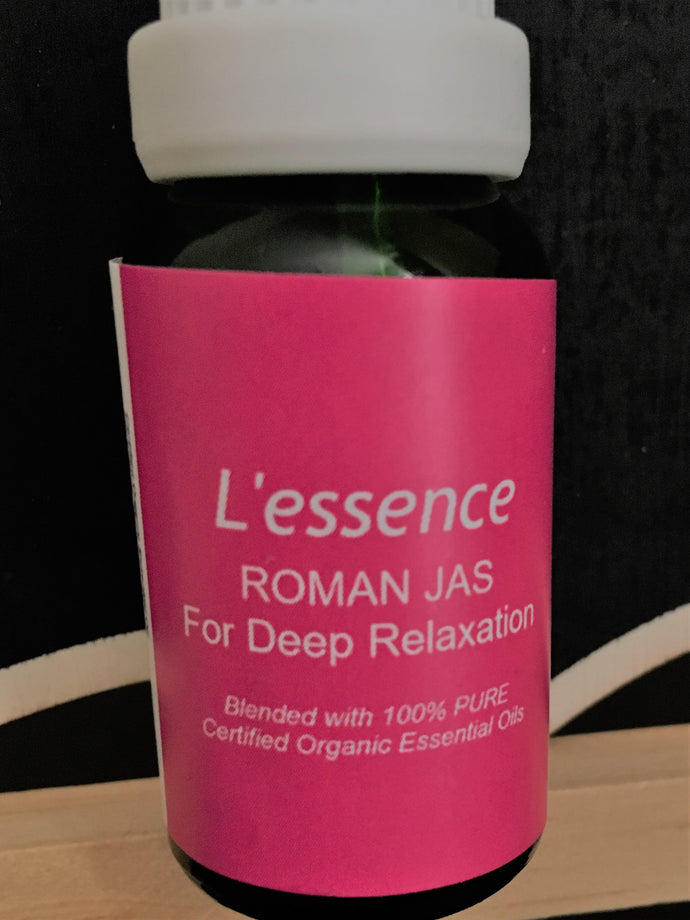 L'essence
ROMAN JAS
For Deep Relaxation
Blended with 100% PURE
Certified Organic Essential Oils